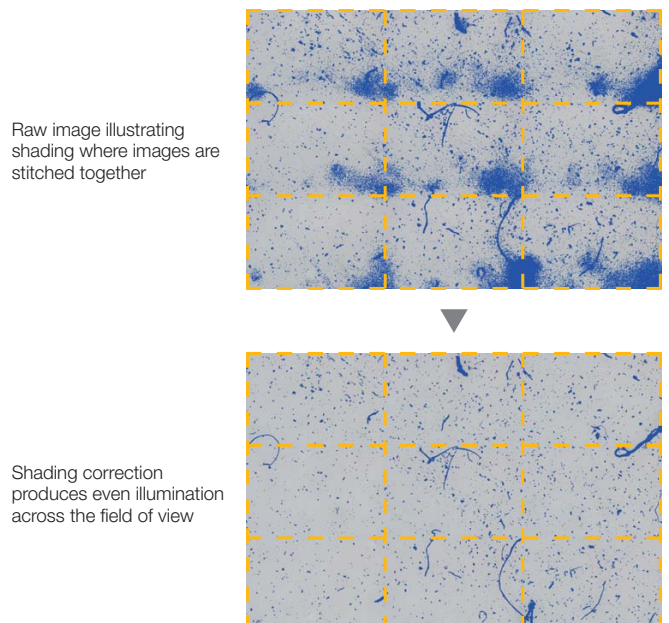 Raw image illustrating
shading where images are
stitched together
Shading correction
produces even illumination
across the field of view